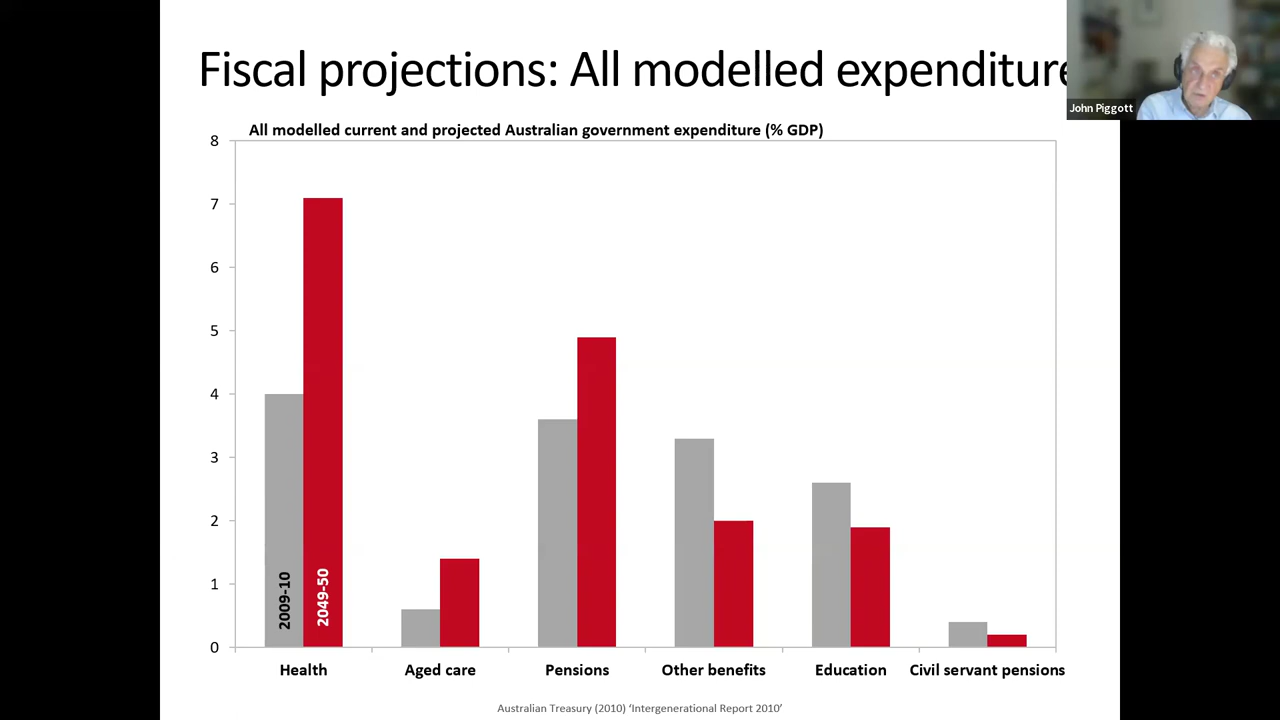 Fiscal projections: All modelled expenditure
John Piggott
All modelled current and projected Australian government expenditure (% GDP)
8
7
6
5
4
3
2
1
0
2009-10
2049-50
Health
Aged care
Pensions
Other benefits
Education
Civil servant pensions
Australian Treasury (2010) ‘Intergenerational Report 2010’